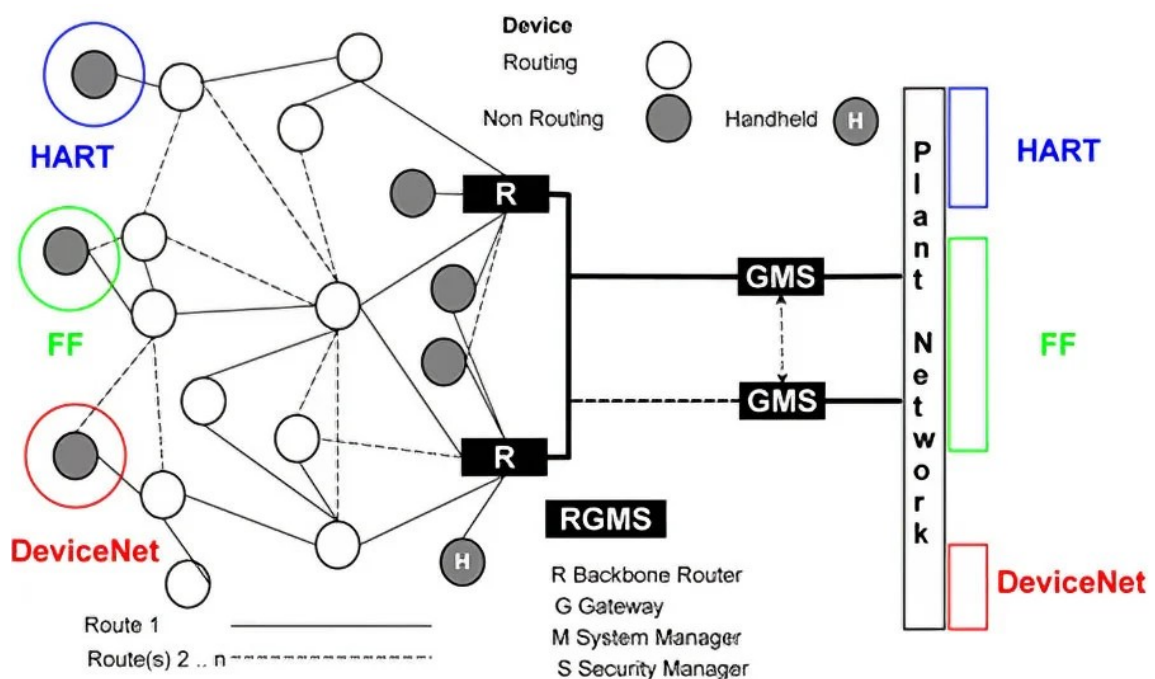 Device
Routing
Non Routing
Handheld
H
HART
FF
DeviceNet
R
R
H
GMS
GMS
Plant Network
HART
FF
DeviceNet
RGMS
R Backbone Router
G Gateway
M System Manager
S Security Manager
Route 1
Route(s) 2 .. n